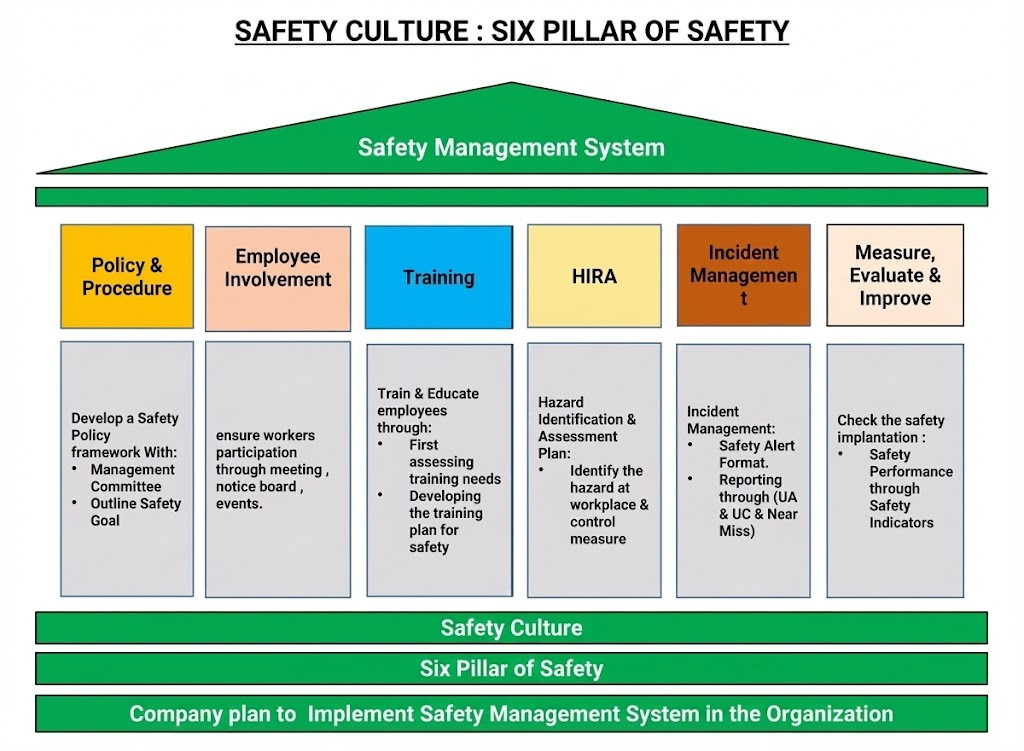 SAFETY CULTURE : SIX PILLAR OF SAFETY
Safety Management System
Policy &
Procedure
Employee
Involvement
Training
HIRA
Incident
Managemen
t
Measure,
Evaluate &
Improve
Develop a Safety
Policy
framework With:
• Management
Committee
• Outline Safety
Goal
ensure workers
participation
through meeting ,
notice board ,
events.
Train & Educate
employees
through:
• First
assessing
training needs
• Developing
the training
plan for
safety
Hazard
Identification &
Assessment
Plan:
• Identify the
hazard at
workplace &
control
measure
Incident
Management:
• Safety Alert
Format.
• Reporting
through (UA
& UC & Near
Miss)
Check the safety
implantation :
• Safety
Performance
through
Safety
Indicators
Safety Culture
Six Pillar of Safety
Company plan to Implement Safety Management System in the Organization